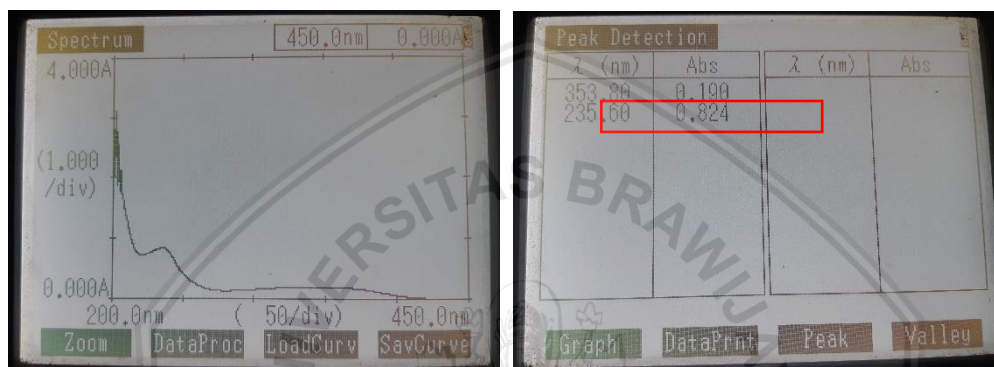 Spectrum
450.0nm 0.000A
4.000A
(1.000
/div)
0.000A
200.0nm ( 50/div) 450.0nm
Zoom DataProc LoadCurv SavCurve
Peak Detection
λ (nm) Abs λ (nm) Abs
353.80 0.190
235.60 0.824
Graph DataPrnt Peak Valley
VERSITAS BRAWIJ